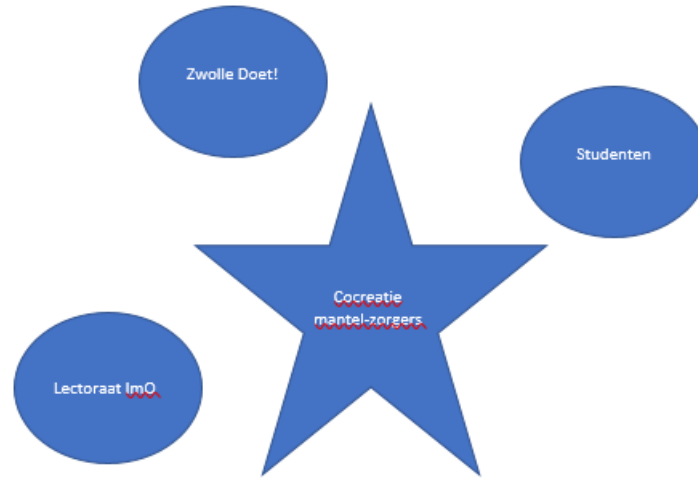 Zwolle Doet!
Studenten
Cocreatie
mantel-zorgers
Lectoraat ImO